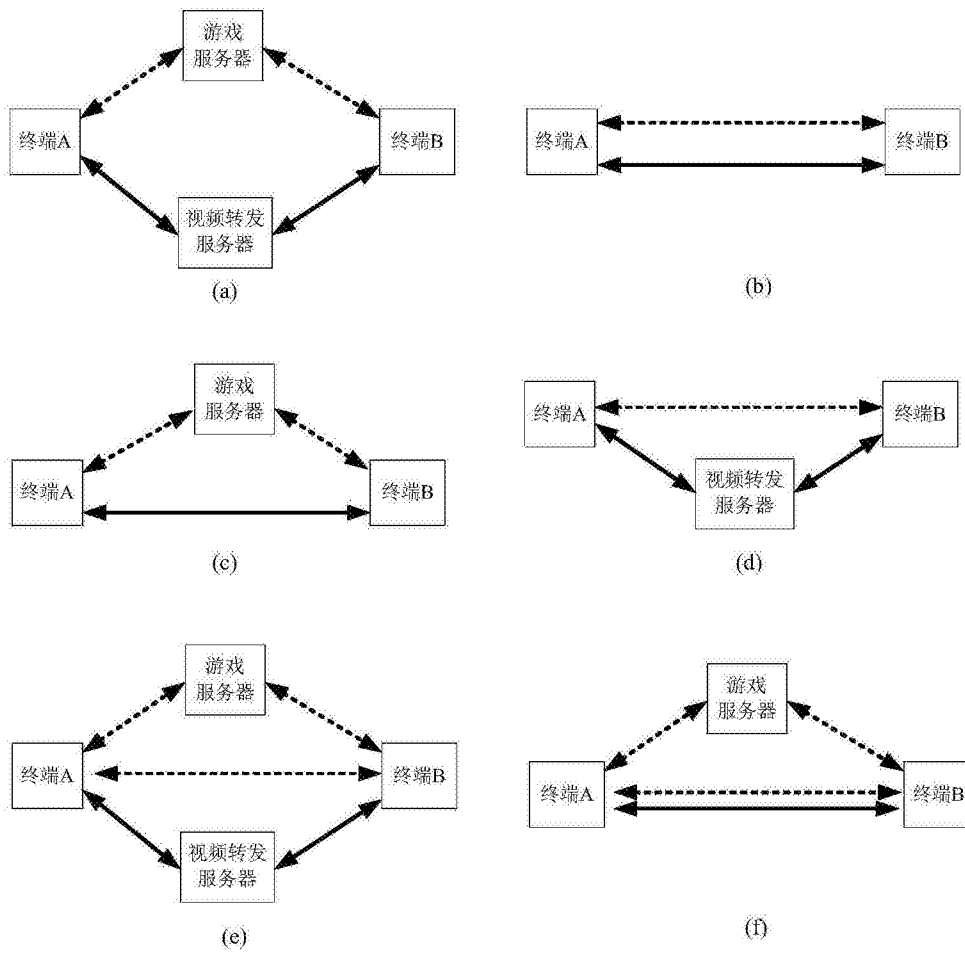 游戏
服务器
终端A
终端B
视频转发
服务器
(a)
终端A
终端B
(b)
游戏
服务器
终端A
终端B
(c)
终端A
终端B
视频转发
服务器
(d)
游戏
服务器
终端A
终端B
视频转发
服务器
(e)
游戏
服务器
终端A
终端B
(f)